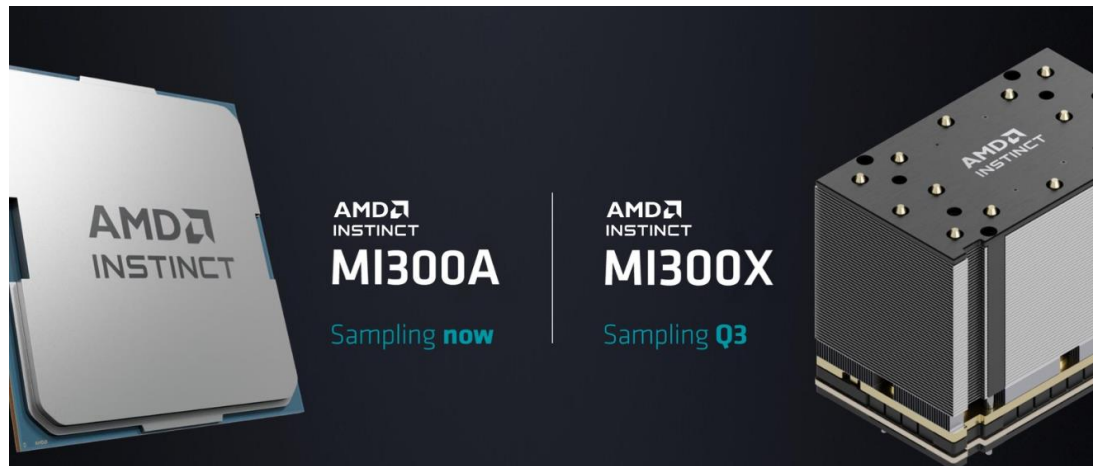 AMD
INSTINCT
AMD
INSTINCT
MI300A
Sampling now
AMD
INSTINCT
MI300X
Sampling Q3
AMD
INSTINCT